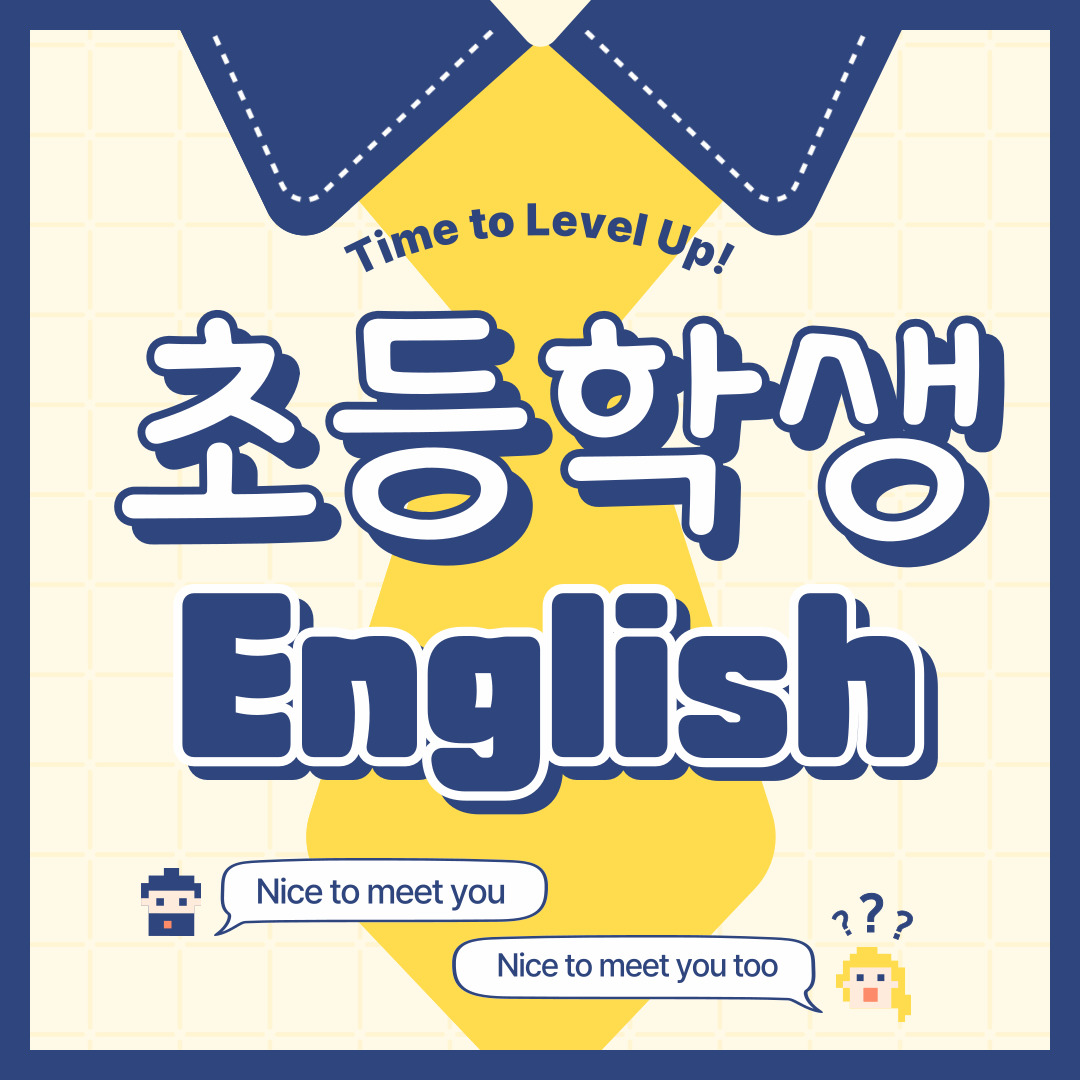 Time to Level Up!
초등학생
English
Nice to meet you
? ? ?
Nice to meet you too